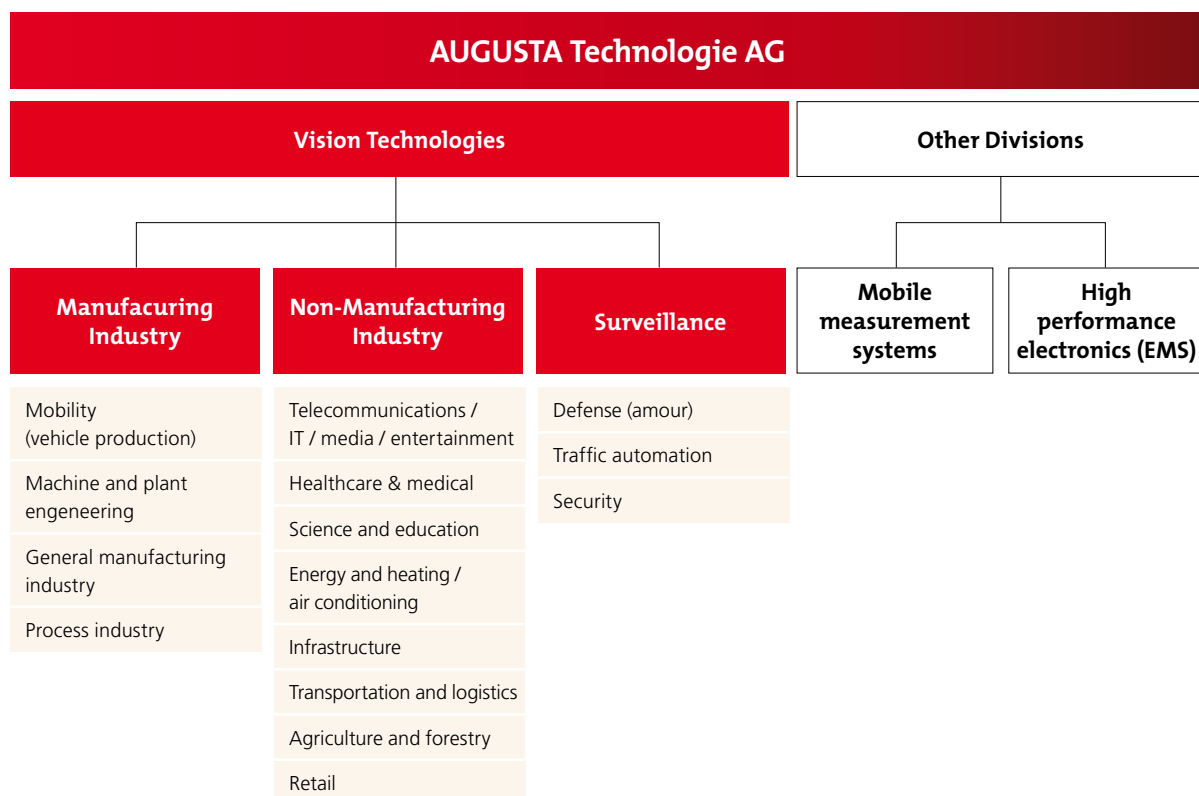 AUGUSTA Technologie AG
Vision Technologies
Other Divisions
Manufacuring
Industry
Non-Manufacturing
Industry
Surveillance
Mobile
measurement
systems
High
performance
electronics (EMS)
Mobility
(vehicle production)
Machine and plant
engeneering
General manufacturing
industry
Process industry
Telecommunications /
IT / media / entertainment
Healthcare & medical
Science and education
Energy and heating /
air conditioning
Infrastructure
Transportation and logistics
Agriculture and forestry
Retail
Defense (amour)
Traffic automation
Security